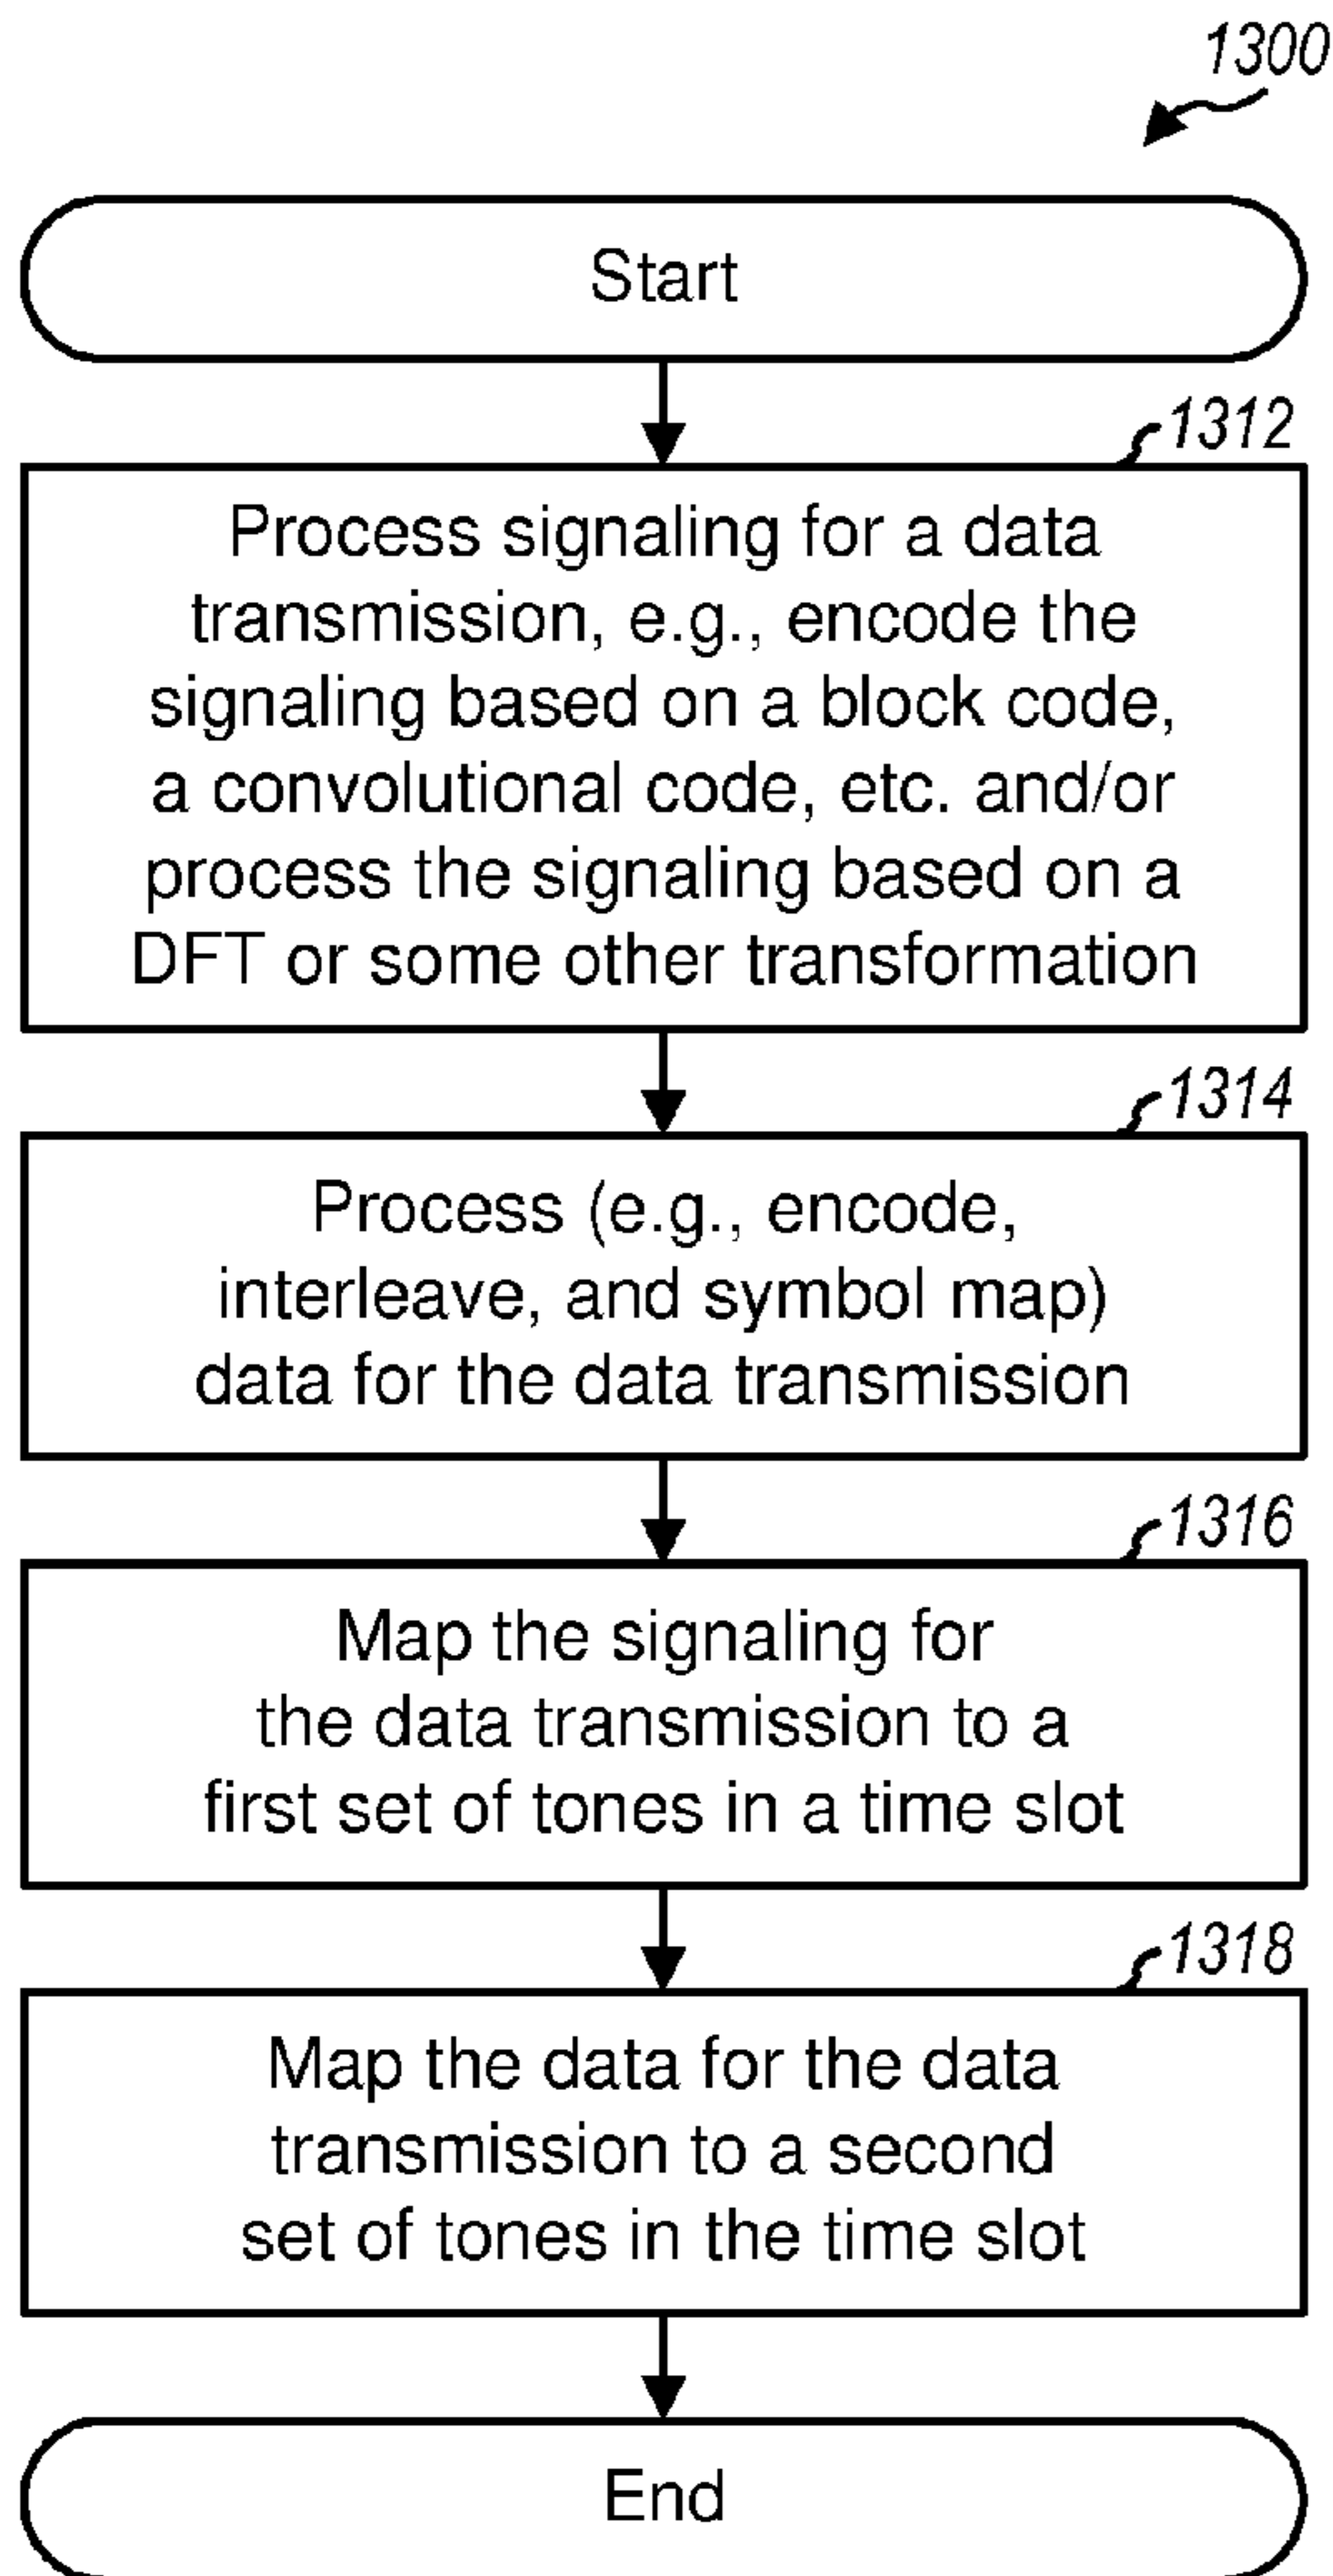 1300
Start
1312
Process signaling for a data
transmission, e.g., encode the
signaling based on a block code,
a convolutional code, etc. and/or
process the signaling based on a
DFT or some other transformation
1314
Process (e.g., encode,
interleave, and symbol map)
data for the data transmission
1316
Map the signaling for
the data transmission to a
first set of tones in a time slot
1318
Map the data for the data
transmission to a second
set of tones in the time slot
End